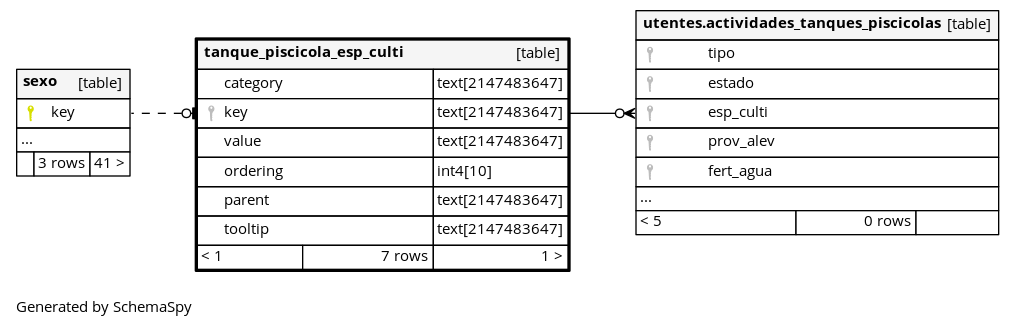 sexo [table]
key
...
3 rows 41 >
tanque_piscicola_esp_culti [table]
category text[2147483647]
key text[2147483647]
value text[2147483647]
ordering int4[10]
parent text[2147483647]
tooltip text[2147483647]
< 1 7 rows 1 >
utentes.actividades_tanques_piscicolas [table]
tipo
estado
esp_culti
prov_alev
fert_agua
...
< 5 0 rows
Generated by SchemaSpy